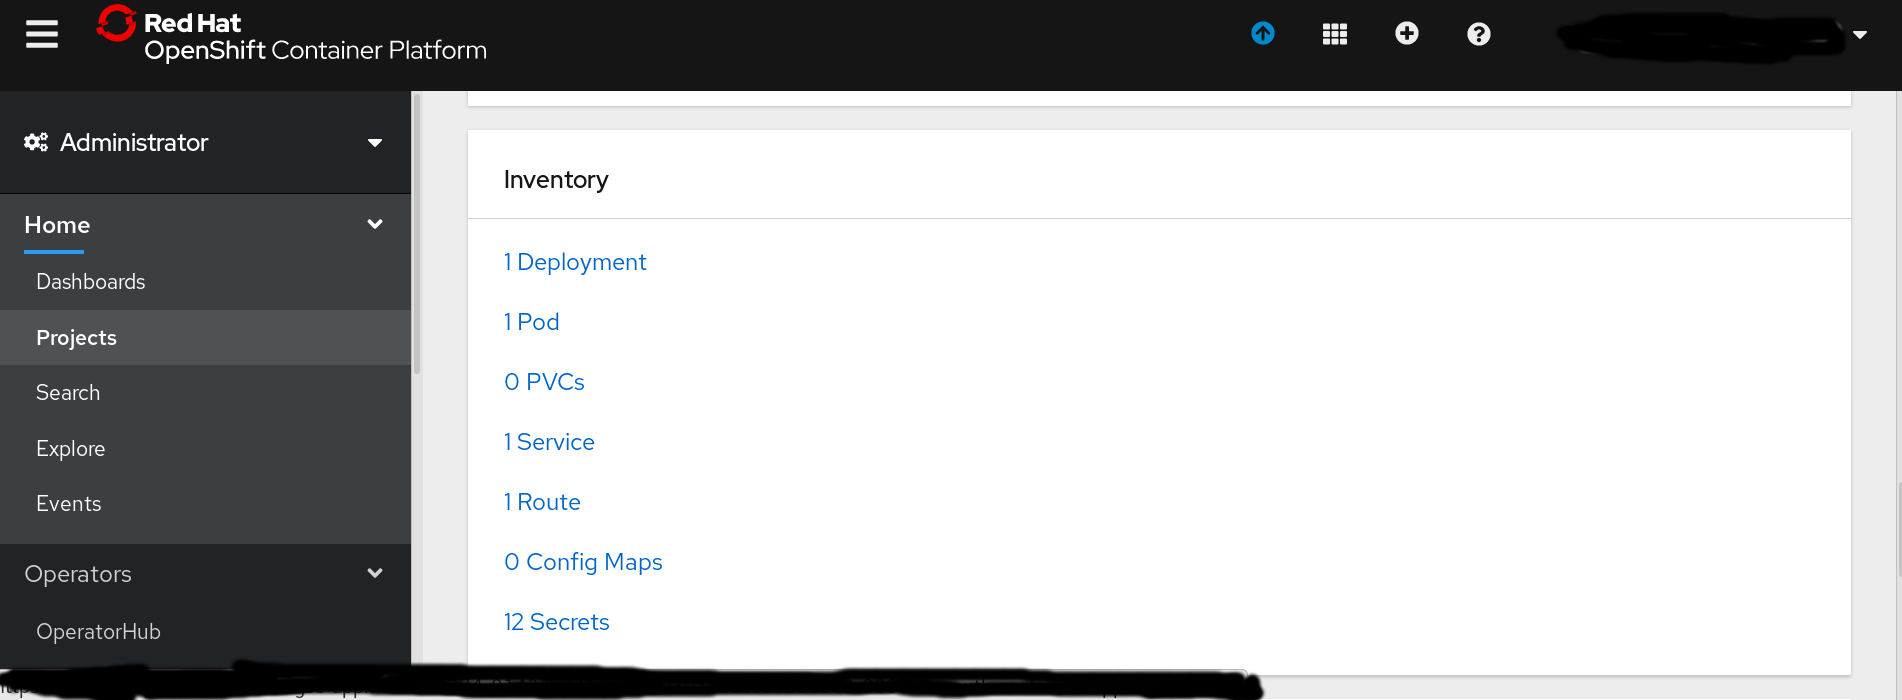 Red Hat
OpenShift Container Platform
Administrator
Home
Dashboards
Projects
Search
Explore
Events
Operators
OperatorHub
Inventory
1 Deployment
1 Pod
0 PVCs
1 Service
1 Route
0 Config Maps
12 Secrets